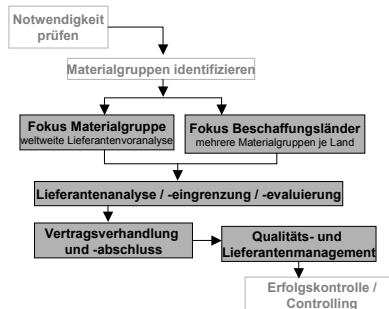 Notwendigkeit
prüfen
Materialgruppen identifizieren
Fokus Materialgruppe
weltweite Lieferantenvoranalyse
Fokus Beschaffungsländer
mehrere Materialgruppen je Land
Lieferantenanalyse / -eingrenzung / -evaluierung
Vertragsverhandlung
und -abschluss
Qualitäts- und
Lieferantenmanagement
Erfolgskontrolle /
Controlling